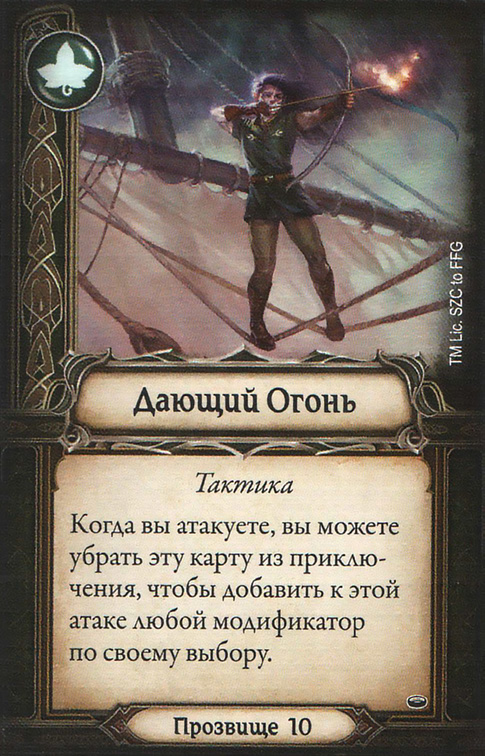 TM Lic. SZC to FFG
Дающий Огонь
Тактика
Когда вы атакуете, вы можете
убрать эту карту из приклю-
чения, чтобы добавить к этой
атаке любой модификатор
по своему выбору.
Прозвище 10